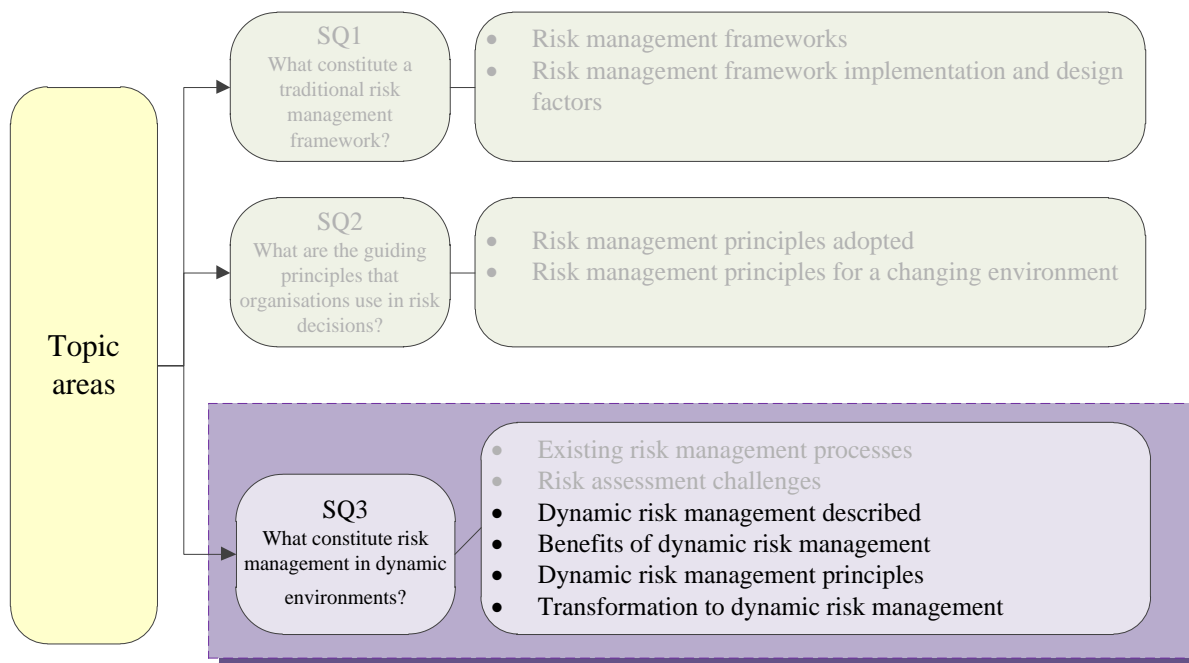 Topic
areas
SQ1
What constitute a
traditional risk
management
framework?
• Risk management frameworks
• Risk management framework implementation and design
factors
SQ2
What are the guiding
principles that
organisations use in risk
decisions?
• Risk management principles adopted
• Risk management principles for a changing environment
SQ3
What constitute risk
management in dynamic
environments?
• Existing risk management processes
• Risk assessment challenges
• Dynamic risk management described
• Benefits of dynamic risk management
• Dynamic risk management principles
• Transformation to dynamic risk management